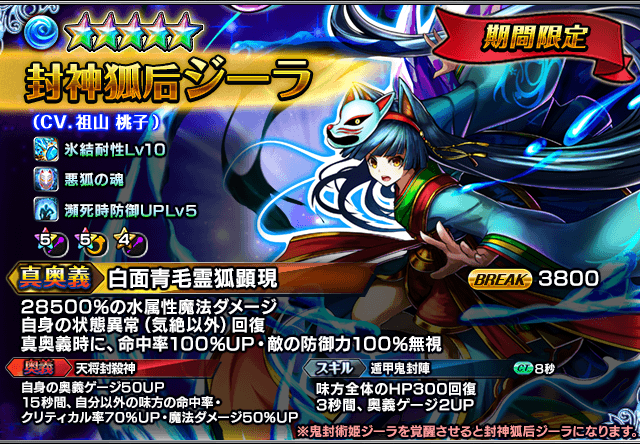 期間限定
封神狐后ジーラ
(CV.祖山 桃子)
氷結耐性Lv10
悪狐の魂
瀕死時防御UPLv5
5 5 4
真奥義 白面青毛霊狐顕現 BREAK 3800
28500%の水属性魔法ダメージ
自身の状態異常(気絶以外)回復
真奥義時に、命中率100%UP・敵の防御力100%無視
奥義 天将封殺神
自身の奥義ゲージ50UP
15秒間、自分以外の味方の命中率・
クリティカル率70%UP・魔法ダメージ50%UP
スキル 遁甲鬼封陣 CT 8秒
味方全体のHP300回復
3秒間、奥義ゲージ2UP
※鬼封術姫ジーラを覚醒させると封神狐后ジーラになります。